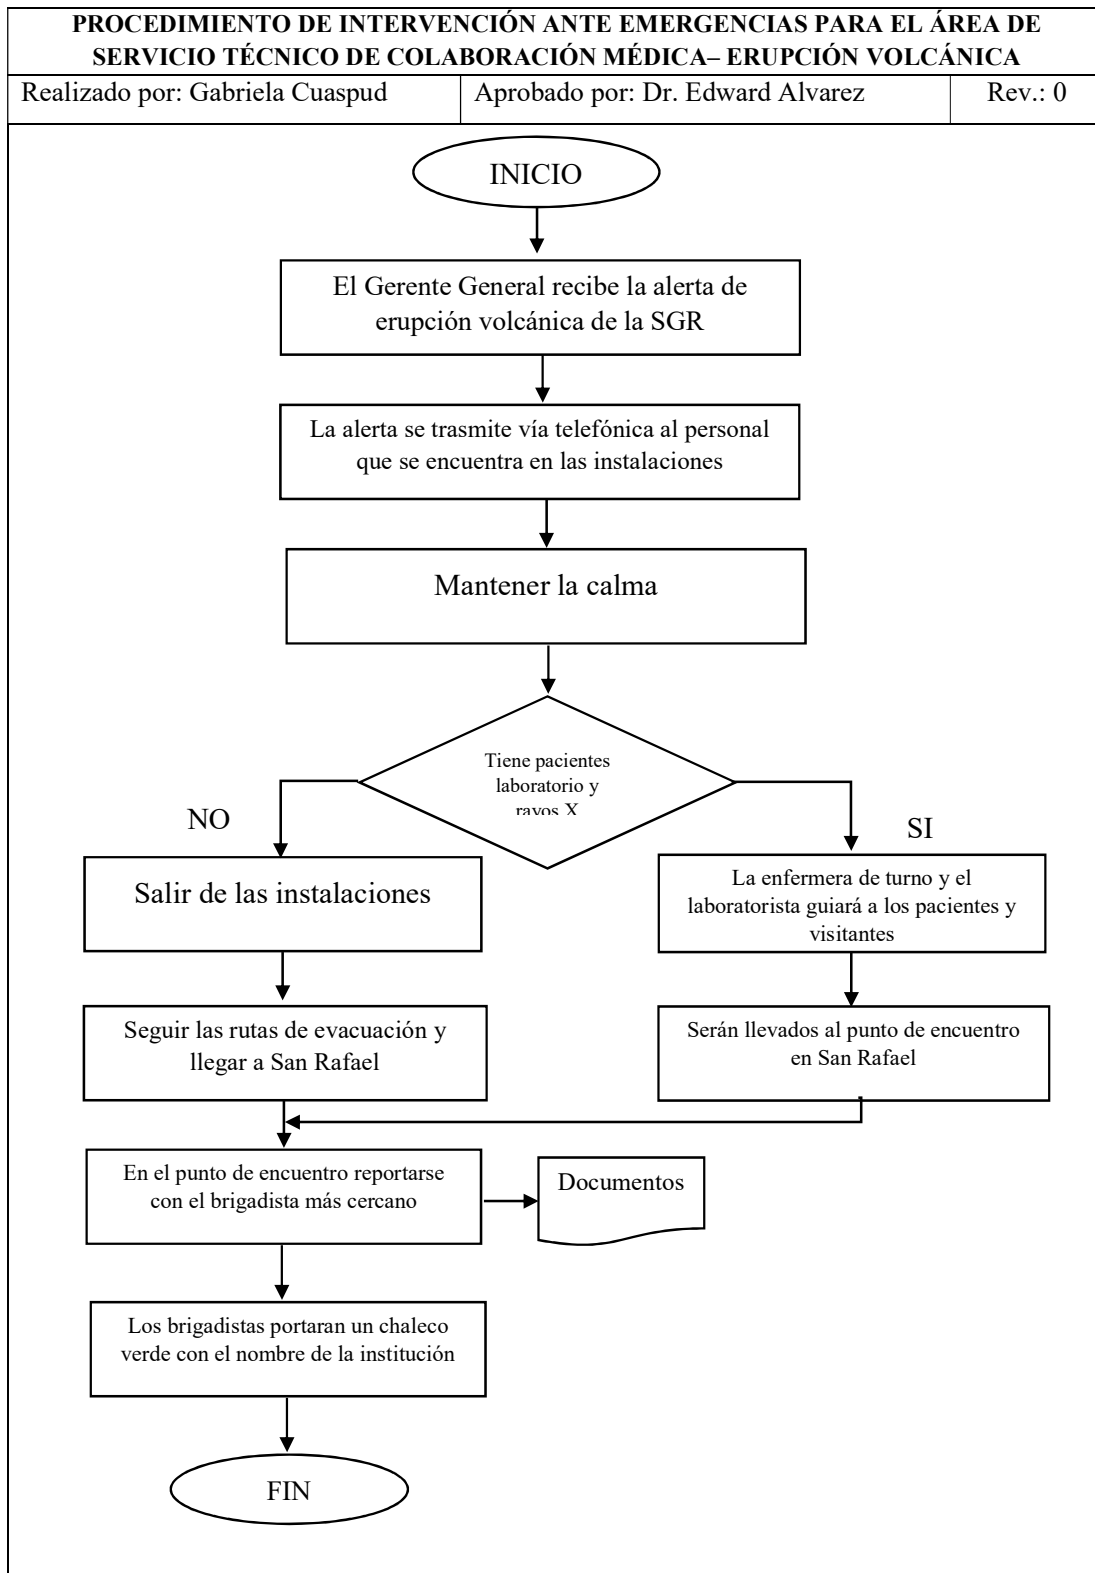 PROCEDIMIENTO DE INTERVENCIÓN ANTE EMERGENCIAS PARA EL ÁREA DE
SERVICIO TÉCNICO DE COLABORACIÓN MÉDICA– ERUPCIÓN VOLCÁNICA
Realizado por: Gabriela Cuaspud
Aprobado por: Dr. Edward Alvarez
Rev.: 0
INICIO
El Gerente General recibe la alerta de
erupción volcánica de la SGR
La alerta se trasmite vía telefónica al personal
que se encuentra en las instalaciones
Mantener la calma
Tiene pacientes
laboratorio y
rayos X
NO
SI
Salir de las instalaciones
La enfermera de turno y el
laboratorista guiará a los pacientes y
visitantes
Seguir las rutas de evacuación y
llegar a San Rafael
Serán llevados al punto de encuentro
en San Rafael
En el punto de encuentro reportarse
con el brigadista más cercano
Documentos
Los brigadistas portaran un chaleco
verde con el nombre de la institución
FIN